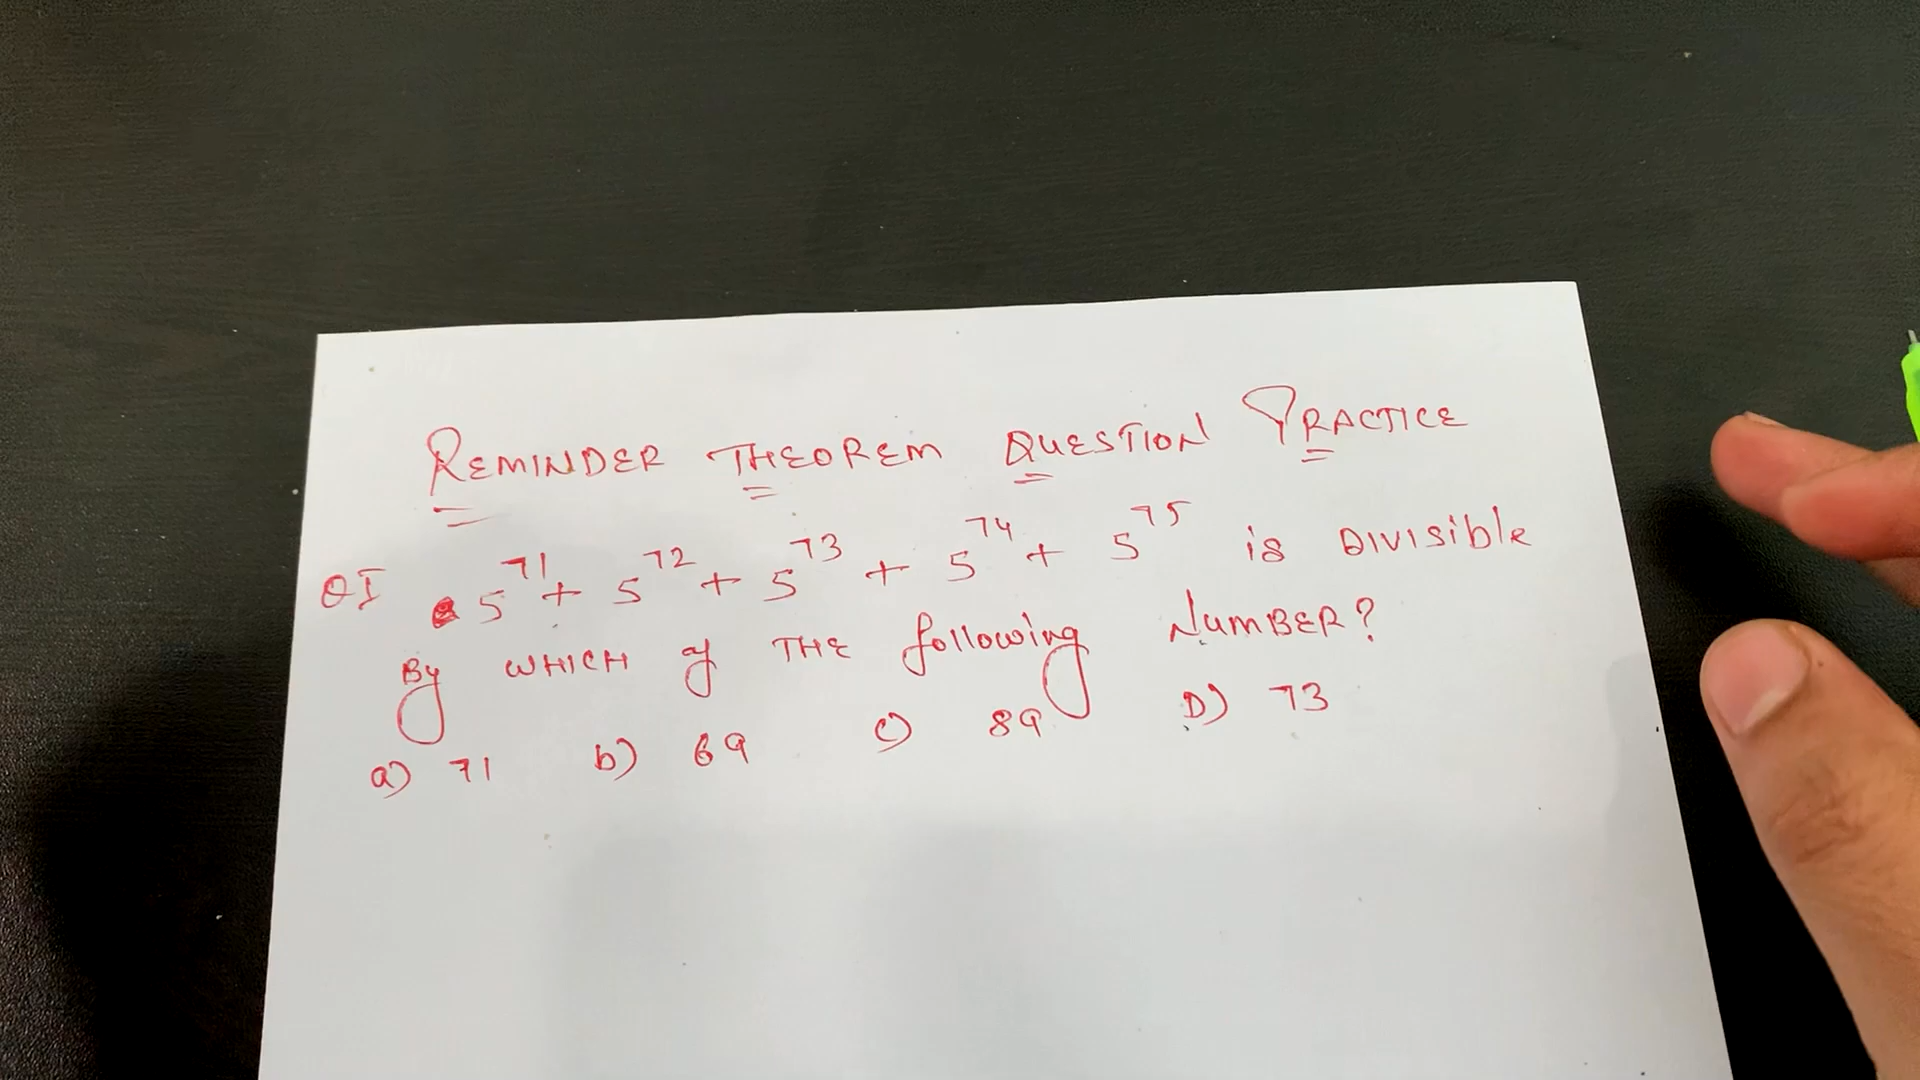 REMINDER THEOREM QUESTION PRACTICE
Q1 5^71 + 5^72 + 5^73 + 5^74 + 5^75 is DIVISIble
By WHICH of THE following NUMBER?
a) 71 b) 69 c) 89 D) 73